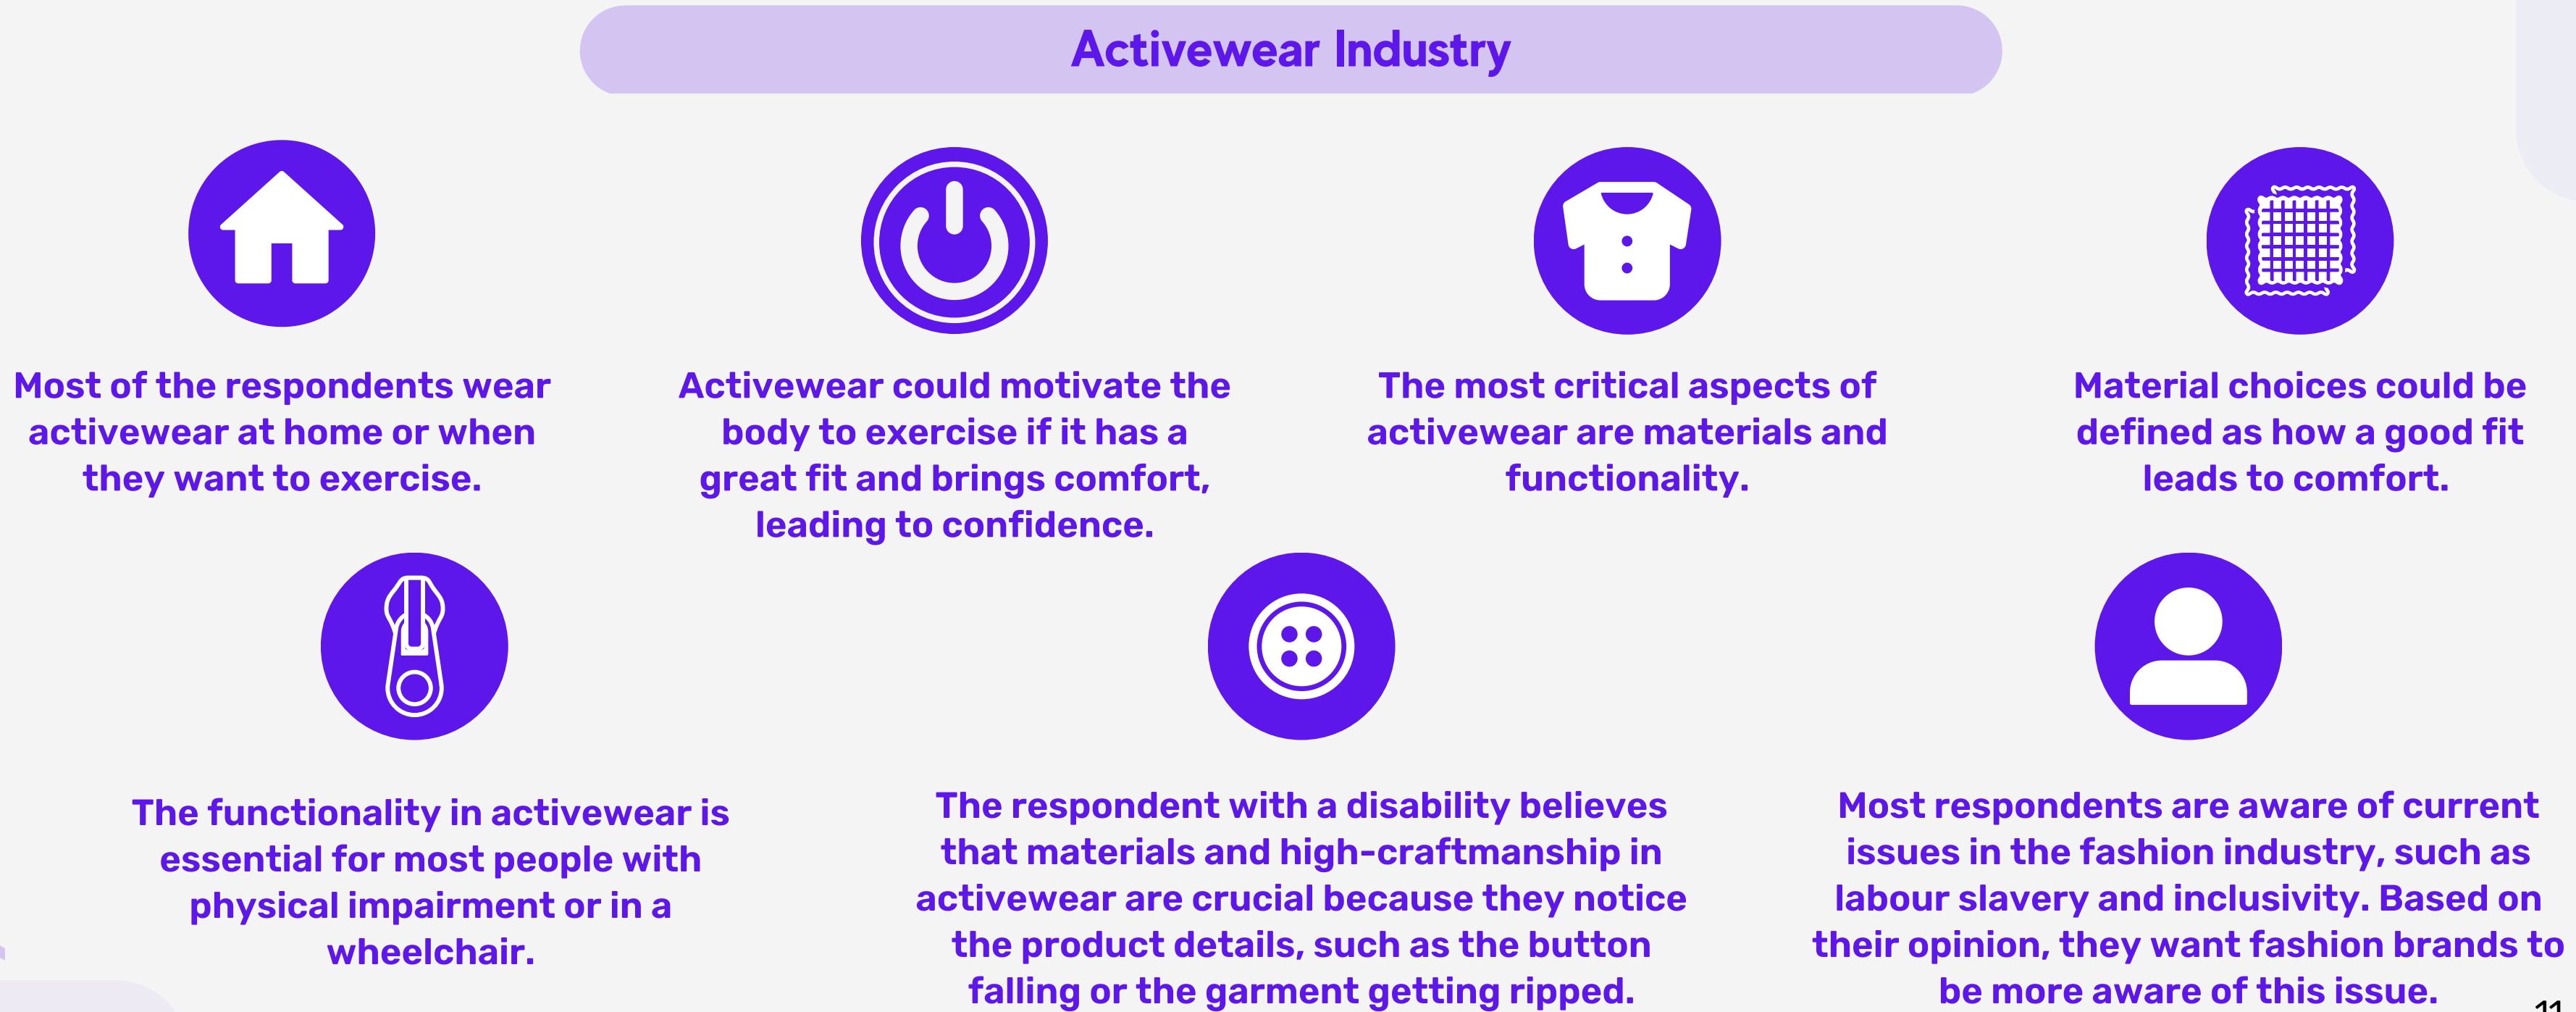 Activewear Industry
Most of the respondents wear
activewear at home or when
they want to exercise.
Activewear could motivate the
body to exercise if it has a
great fit and brings comfort,
leading to confidence.
The most critical aspects of
activewear are materials and
functionality.
Material choices could be
defined as how a good fit
leads to comfort.
The functionality in activewear is
essential for most people with
physical impairment or in a
wheelchair.
The respondent with a disability believes
that materials and high-craftmanship in
activewear are crucial because they notice
the product details, such as the button
falling or the garment getting ripped.
Most respondents are aware of current
issues in the fashion industry, such as
labour slavery and inclusivity. Based on
their opinion, they want fashion brands to
be more aware of this issue.
11